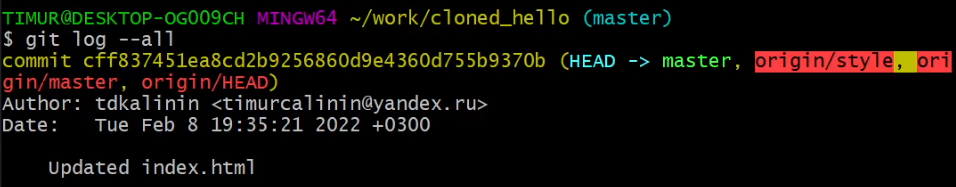 TIMUR@DESKTOP-OG0O9CH MINGW64 ~/work/cloned_hello (master)
$ git log --all
commit cff837451ea8cd2b9256860d9e4360d755b9370b (HEAD -> master, origin/style, ori
gin/master, origin/HEAD)
Author: tdkalinin <timurcalinin@yandex.ru>
Date:   Tue Feb 8 19:35:21 2022 +0300
    Updated index.html